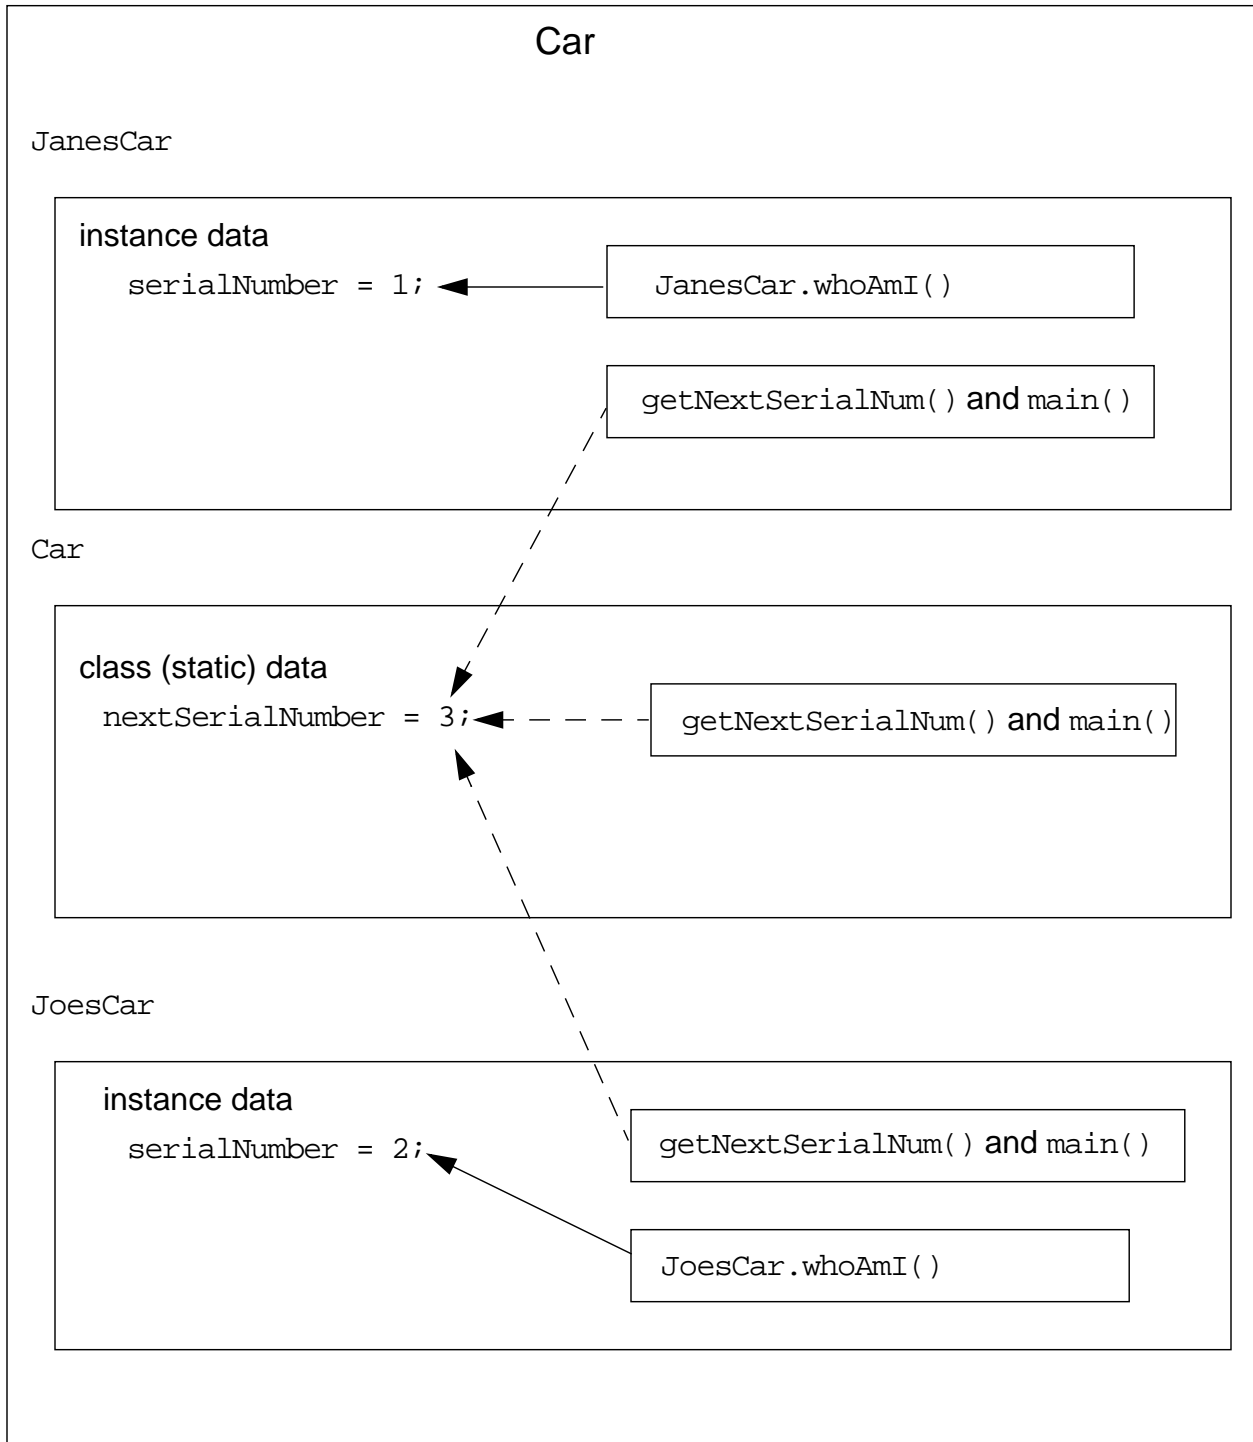 Car
JanesCar
instance data
serialNumber = 1;
JanesCar.whoAmI()
getNextSerialNum() and main()
Car
class (static) data
nextSerialNumber = 3;
getNextSerialNum() and main()
JoesCar
instance data
serialNumber = 2;
getNextSerialNum() and main()
JoesCar.whoAmI()